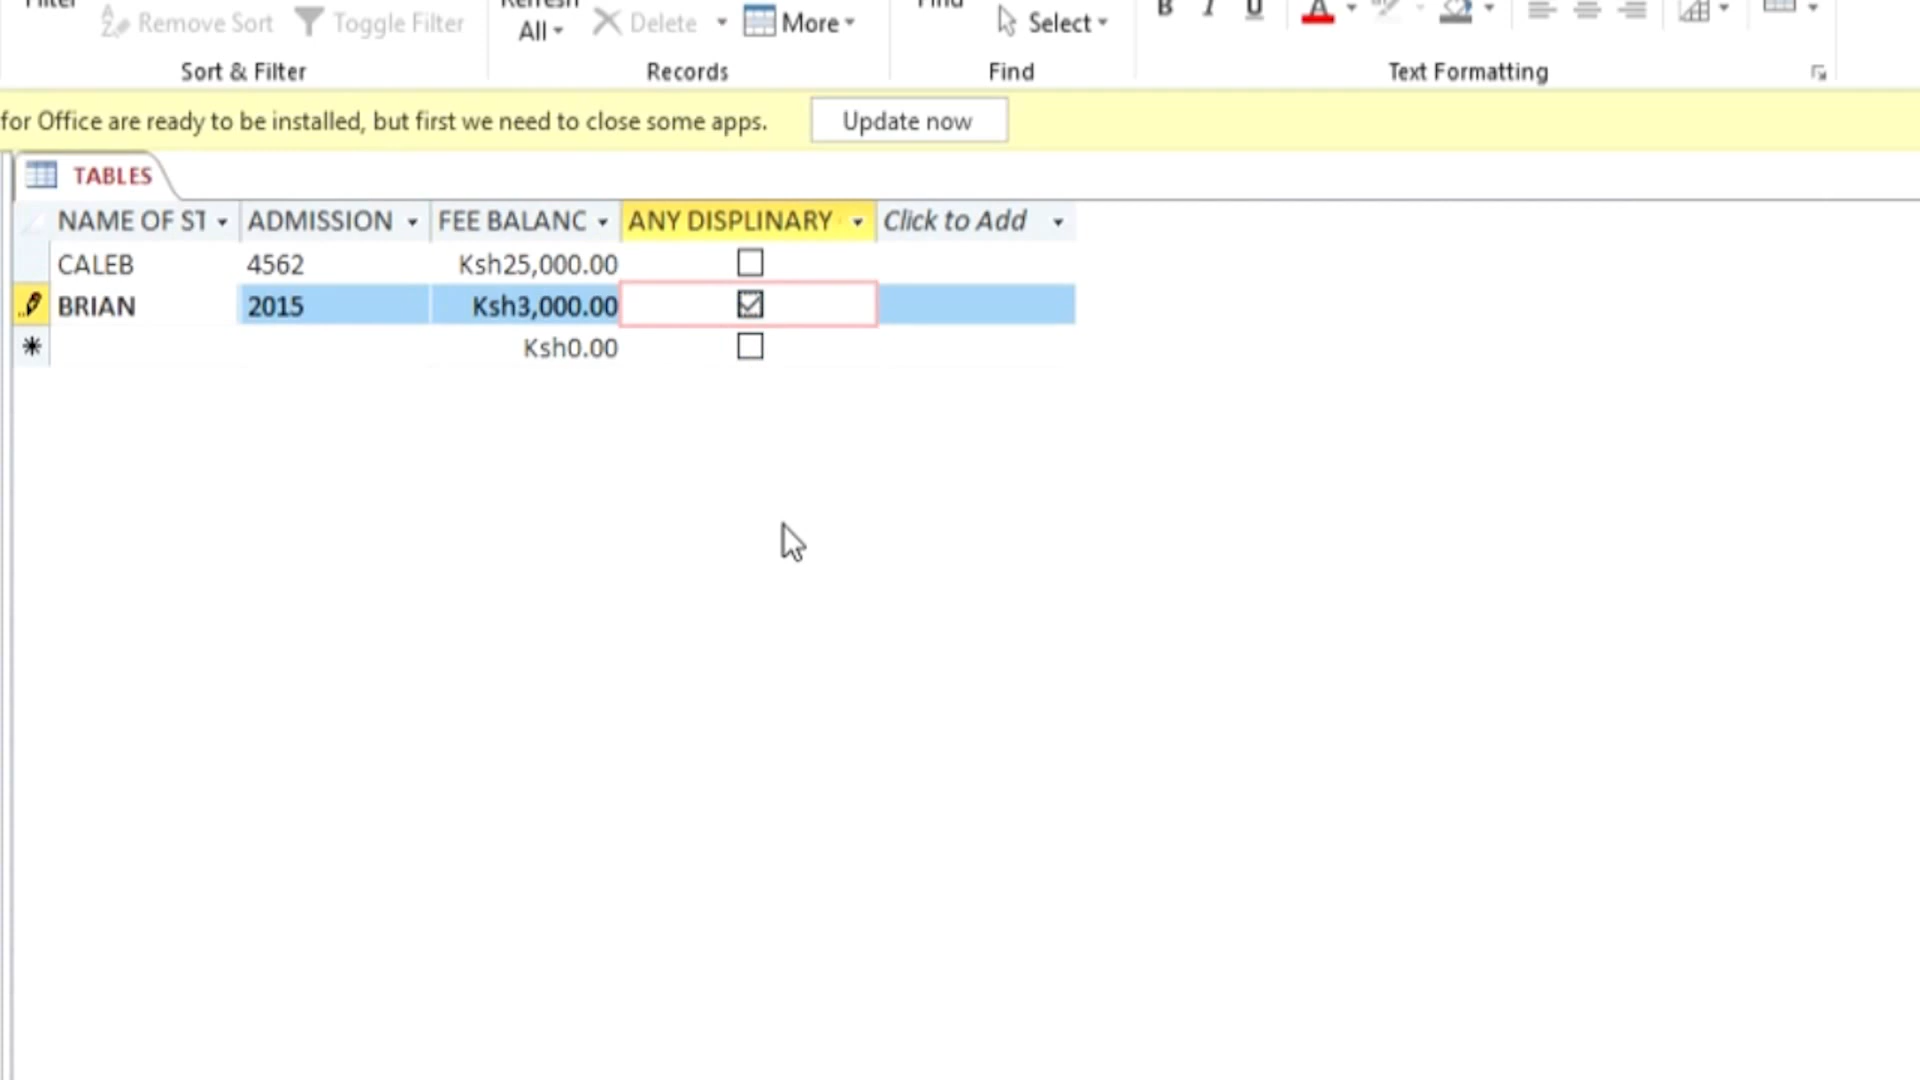 Remove Sort Toggle Filter All Delete More Select B I U A
Sort & Filter Records Find Text Formatting
for Office are ready to be installed, but first we need to close some apps. Update now
TABLES
NAME OF ST ADMISSION FEE BALANC ANY DISPLINARY Click to Add
CALEB 4562 Ksh25,000.00
BRIAN 2015 Ksh3,000.00
Ksh0.00